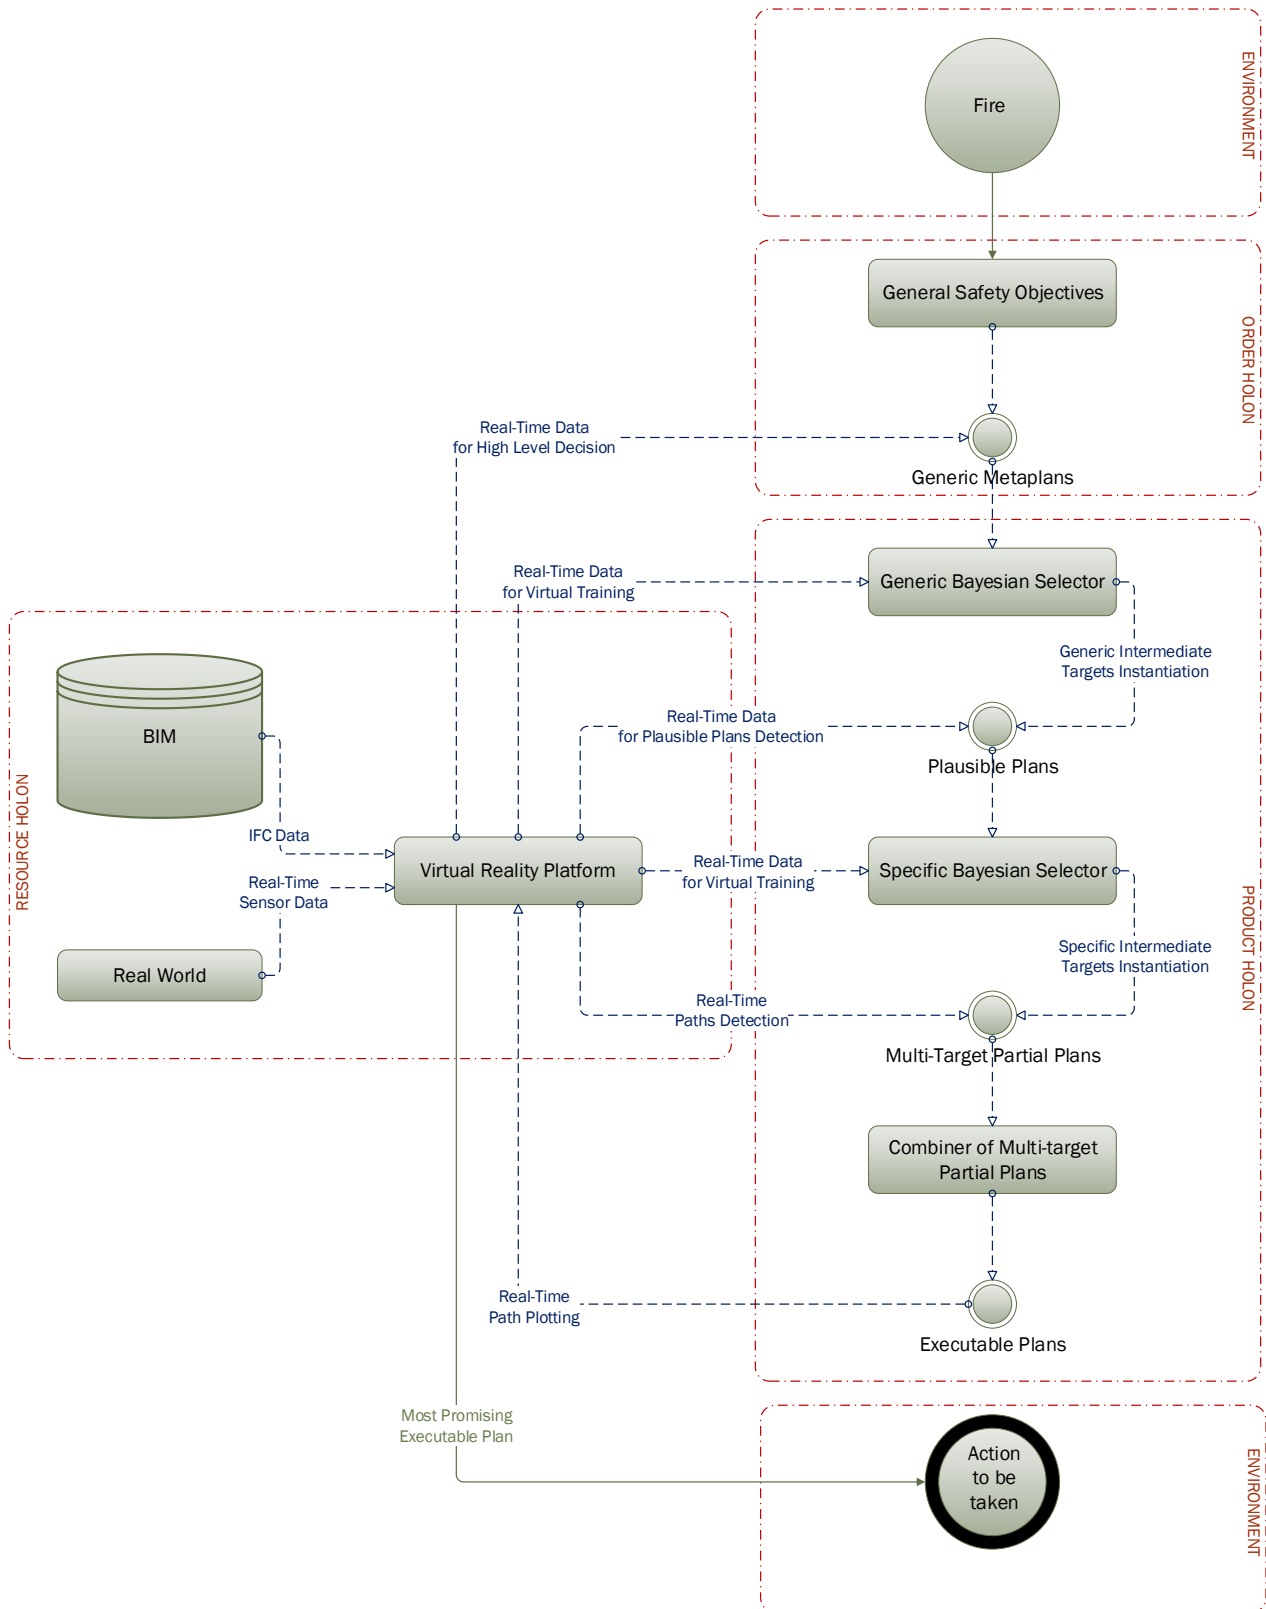 ENVIRONMENT
Fire
ORDER HOLON
General Safety Objectives
Real-Time Data
for High Level Decision
Generic Metaplans
PRODUCT HOLON
Real-Time Data
for Virtual Training
Generic Bayesian Selector
Generic Intermediate
Targets Instantiation
RESOURCE HOLON
BIM
Real-Time Data
for Plausible Plans Detection
Plausible Plans
IFC Data
Real-Time
Sensor Data
Virtual Reality Platform
Real-Time Data
for Virtual Training
Specific Bayesian Selector
Specific Intermediate
Targets Instantiation
Real World
Real-Time
Paths Detection
Multi-Target Partial Plans
Combiner of Multi-target
Partial Plans
Real-Time
Path Plotting
Executable Plans
Most Promising
Executable Plan
ENVIRONMENT
Action
to be
taken